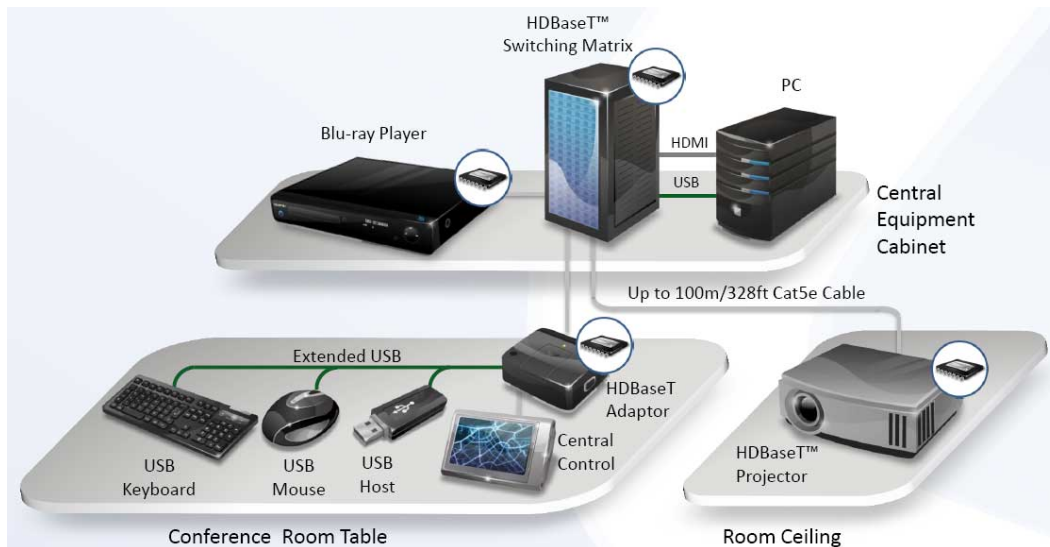 HDBaseT™
Switching Matrix
PC
Blu-ray Player
HDMI
USB
Central
Equipment
Cabinet
Up to 100m/328ft Cat5e Cable
Extended USB
HDBaseT
Adaptor
USB
Keyboard
USB
Mouse
USB
Host
Central
Control
HDBaseT™
Projector
Conference Room Table
Room Ceiling